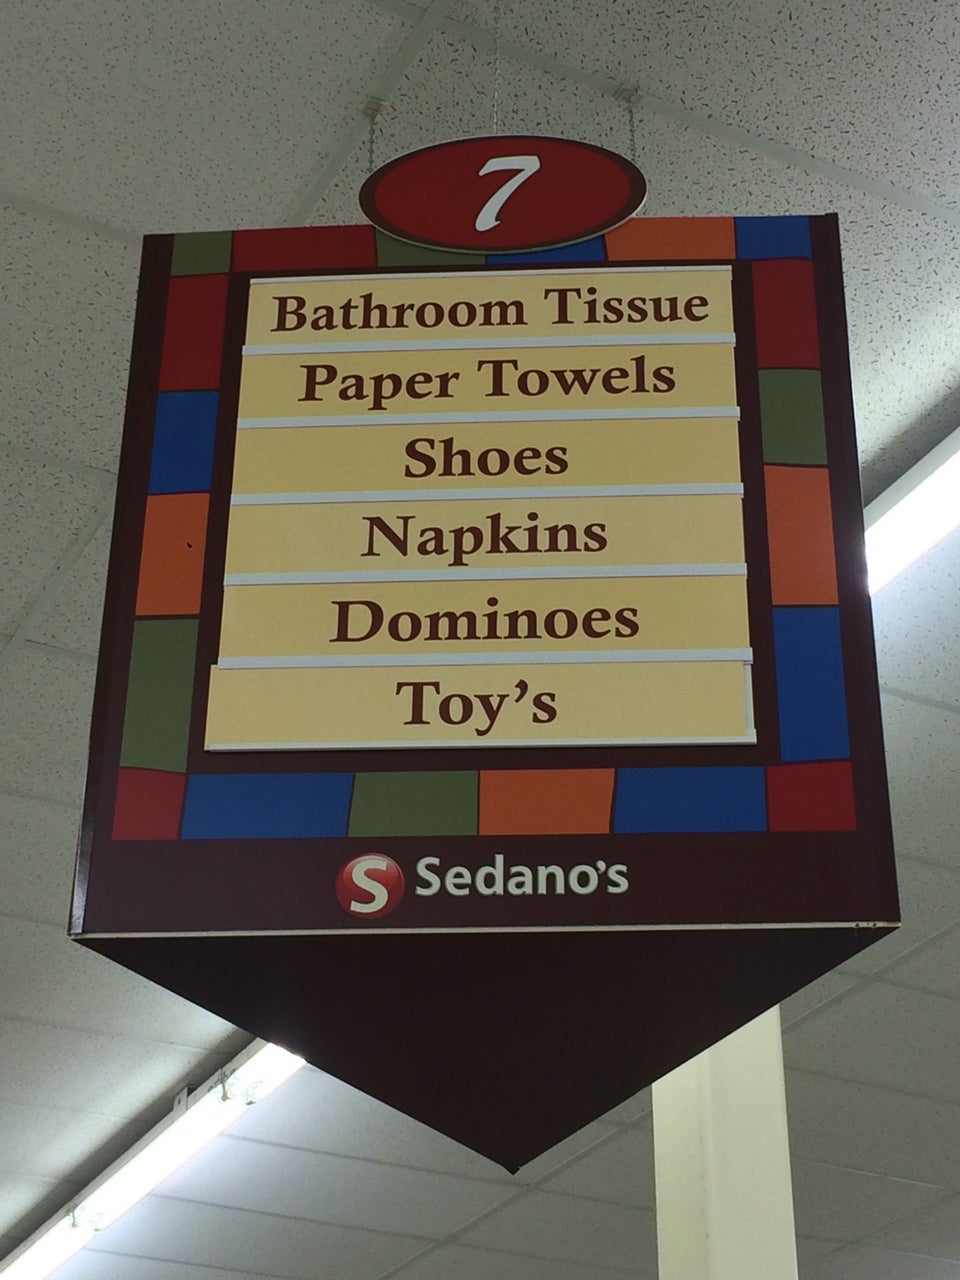 7
Bathroom Tissue
Paper Towels
Shoes
Napkins
Dominoes
Toy's
S Sedano's